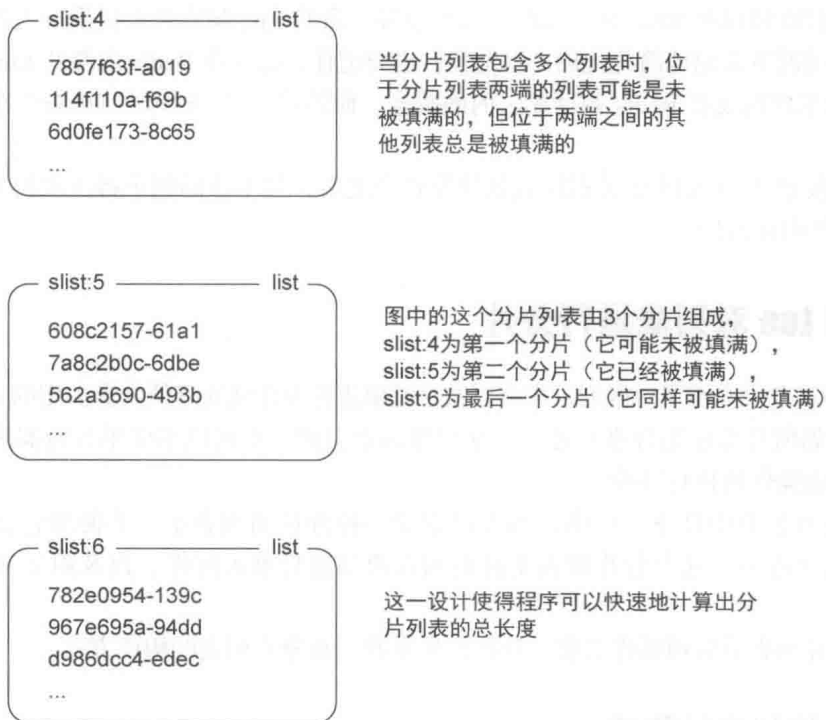 slist:4 list
7857f63f-a019
114f110a-f69b
6d0fe173-8c65
...
当分片列表包含多个列表时，位
于分片列表两端的列表可能是未
被填满的，但位于两端之间的其
他列表总是被填满的
slist:5 list
608c2157-61a1
7a8c2b0c-6dbe
562a5690-493b
...
图中的这个分片列表由3个分片组成，
slist:4为第一个分片（它可能未被填满），
slist:5为第二个分片（它已经被填满），
slist:6为最后一个分片（它同样可能未被填满）
slist:6 list
782e0954-139c
967e695a-94dd
d986dcc4-edec
...
这一设计使得程序可以快速地计算出分
片列表的总长度